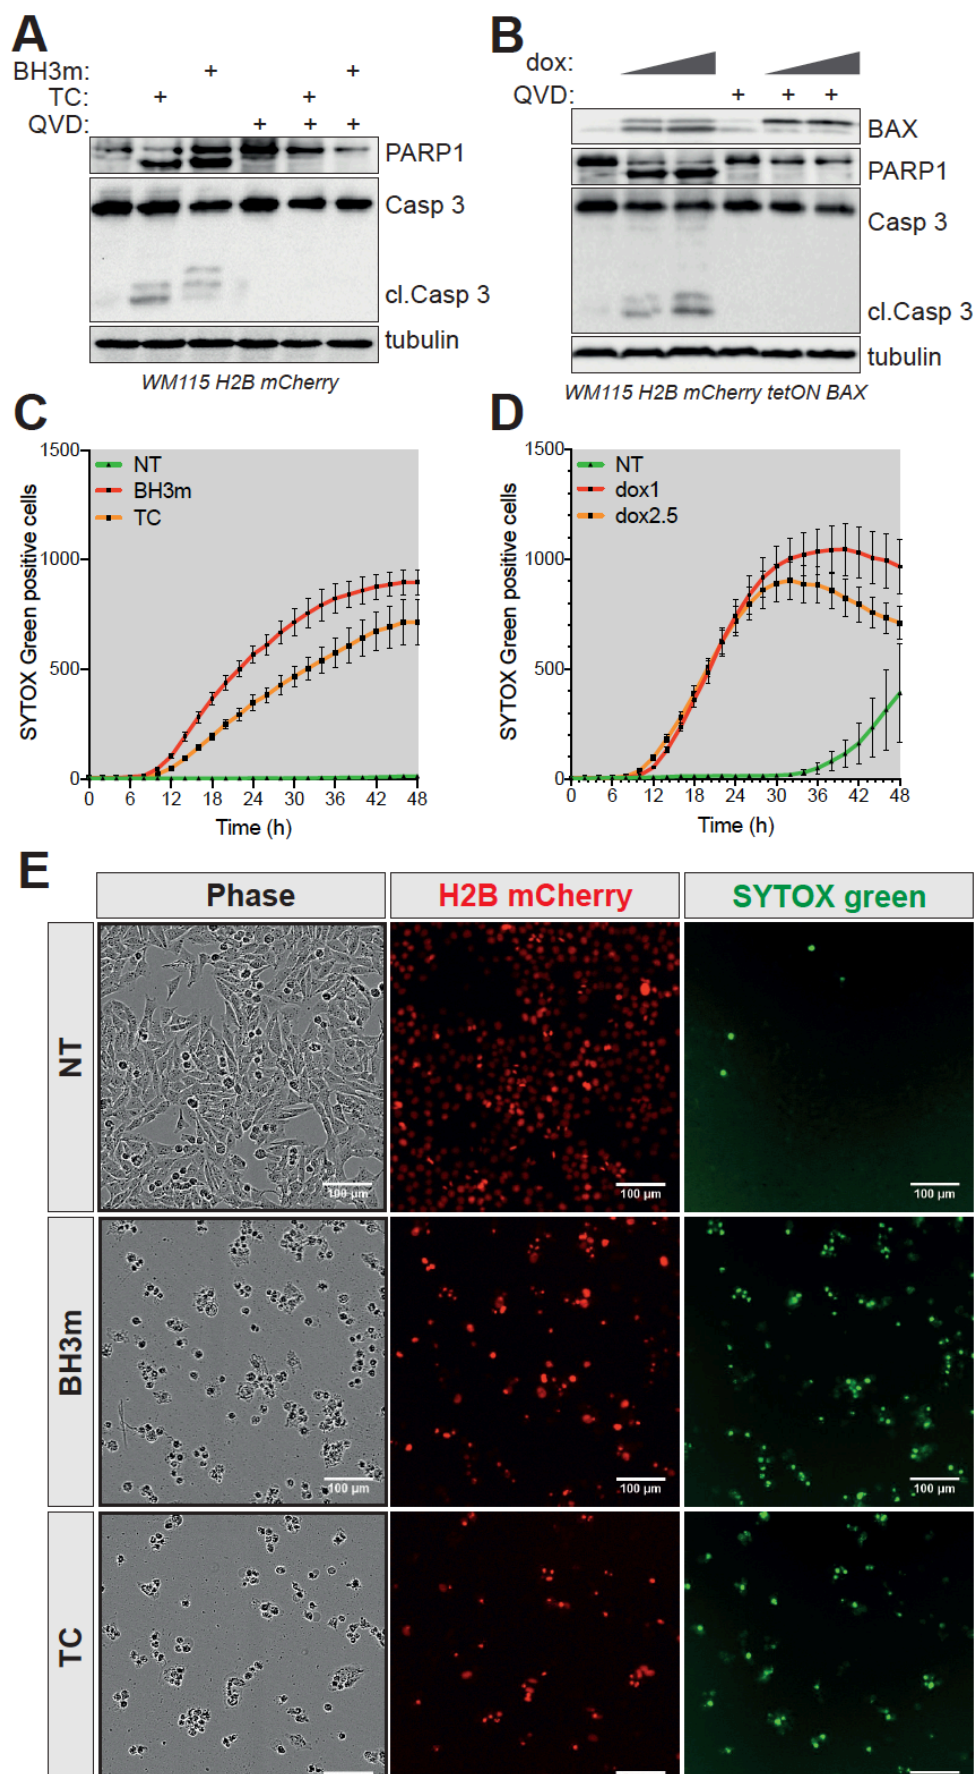 A
BH3m: + +
TC: + +
QVD: + + +
PARP1
Casp 3
cl.Casp 3
tubulin
WM115 H2B mCherry
B
dox:
QVD: + + +
BAX
PARP1
Casp 3
cl.Casp 3
tubulin
WM115 H2B mCherry tetON BAX
C
SYTOX Green positive cells
1500
1000
500
0
NT
BH3m
TC
0 6 12 18 24 30 36 42 48
Time (h)
D
SYTOX Green positive cells
1500
1000
500
0
NT
dox1
dox2.5
0 6 12 18 24 30 36 42 48
Time (h)
E
Phase H2B mCherry SYTOX green
NT
100 µm 100 µm 100 µm
BH3m
100 µm 100 µm 100 µm
TC